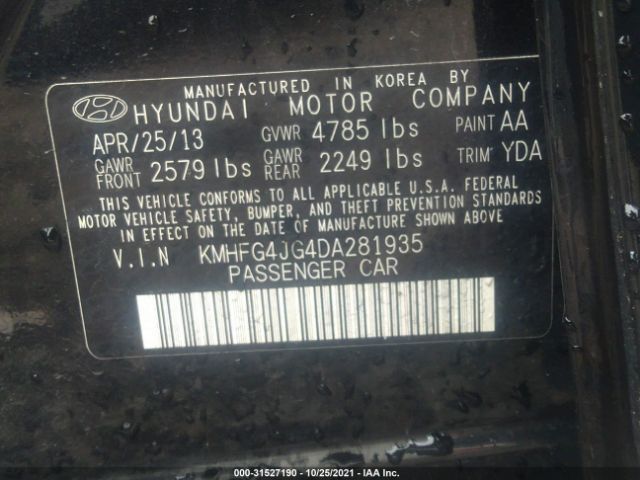 MANUFACTURED IN KOREA BY
HYUNDAI MOTOR COMPANY
APR/25/13 GVWR 4785 lbs PAINT AA
GAWR FRONT 2579 lbs GAWR REAR 2249 lbs TRIM YDA
THIS VEHICLE CONFORMS TO ALL APPLICABLE U.S.A. FEDERAL
MOTOR VEHICLE SAFETY, BUMPER, AND THEFT PREVENTION STANDARDS
IN EFFECT ON THE DATE OF MANUFACTURE SHOWN ABOVE
V.I.N KMHFG4JG4DA281935
PASSENGER CAR
000-31527190 - 10/25/2021 - IAA Inc.